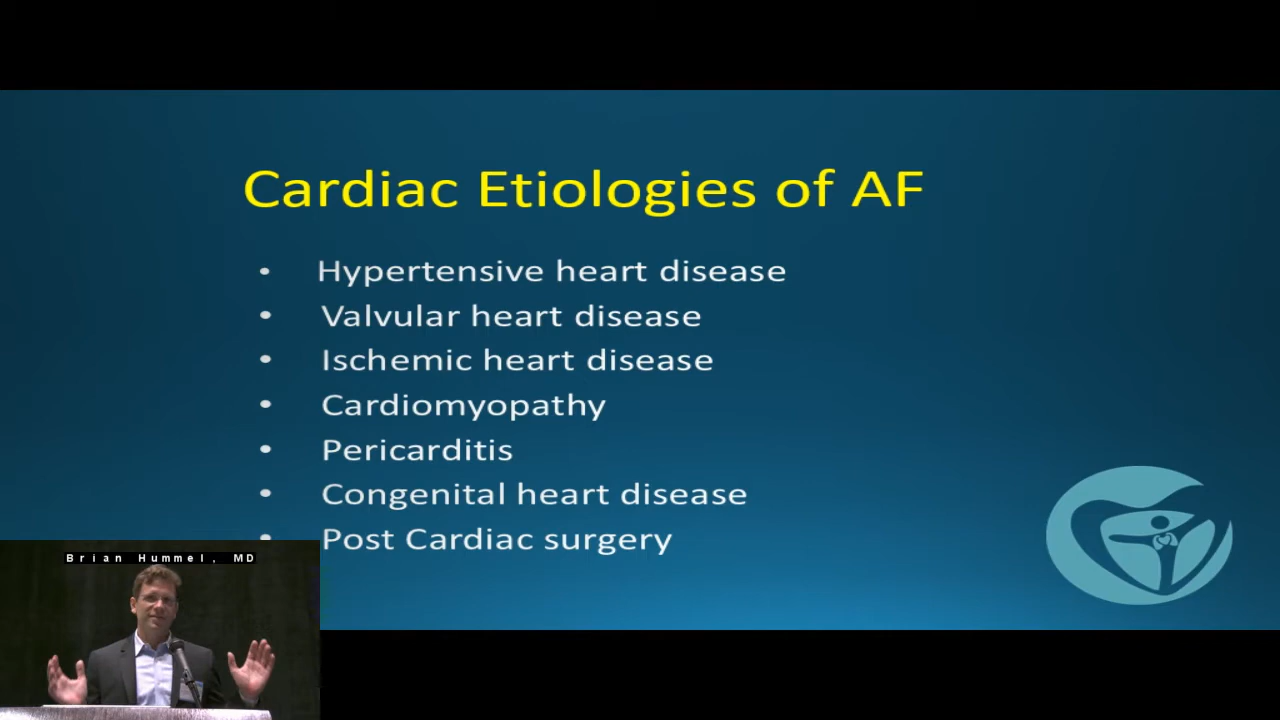 Cardiac Etiologies of AF
• Hypertensive heart disease
• Valvular heart disease
• Ischemic heart disease
• Cardiomyopathy
• Pericarditis
• Congenital heart disease
• Post Cardiac surgery
Brian Hummel, MD